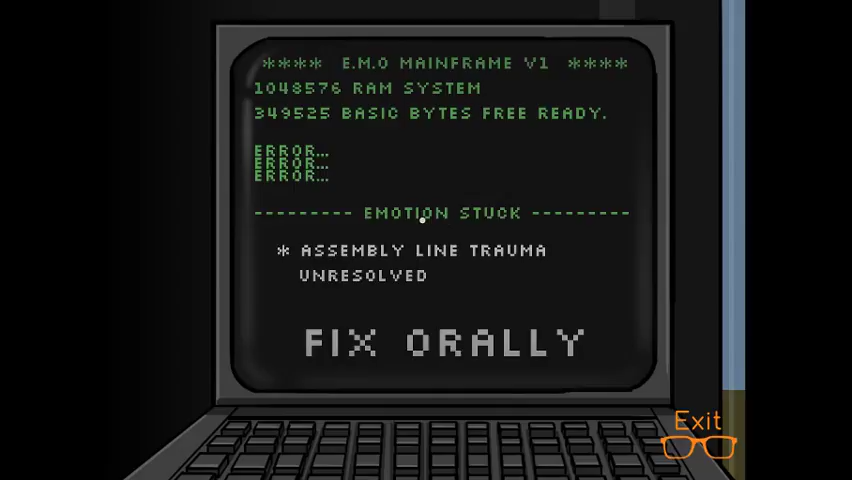 **** E.M.O MAINFRAME V1 ****
1048576 RAM SYSTEM
349525 BASIC BYTES FREE READY.
ERROR...
ERROR...
ERROR...
--------- EMOTION STUCK ---------
* ASSEMBLY LINE TRAUMA
UNRESOLVED
FIX ORALLY
Exit